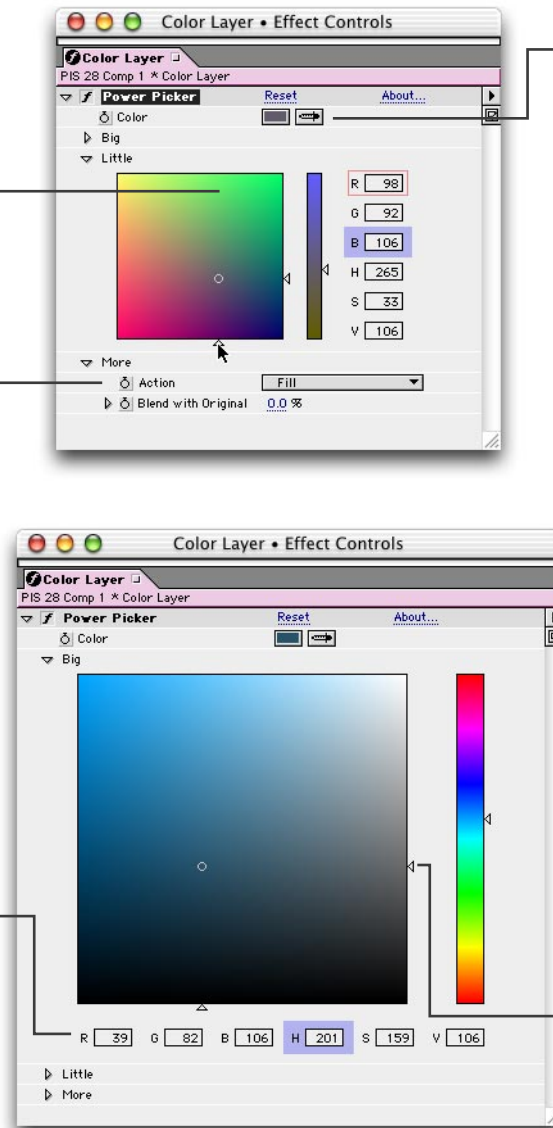 Color Layer • Effect Controls
Color Layer
PIS 28 Comp 1 * Color Layer
Power Picker Reset About...
Color
Big
Little
R 98
G 92
B 106
H 265
S 33
V 106
More
Action Fill
Blend with Original 0.0 %
Color Layer • Effect Controls
Color Layer
PIS 28 Comp 1 * Color Layer
Power Picker Reset About...
Color
Big
R 39 G 82 B 106 H 201 S 159 V 106
Little
More